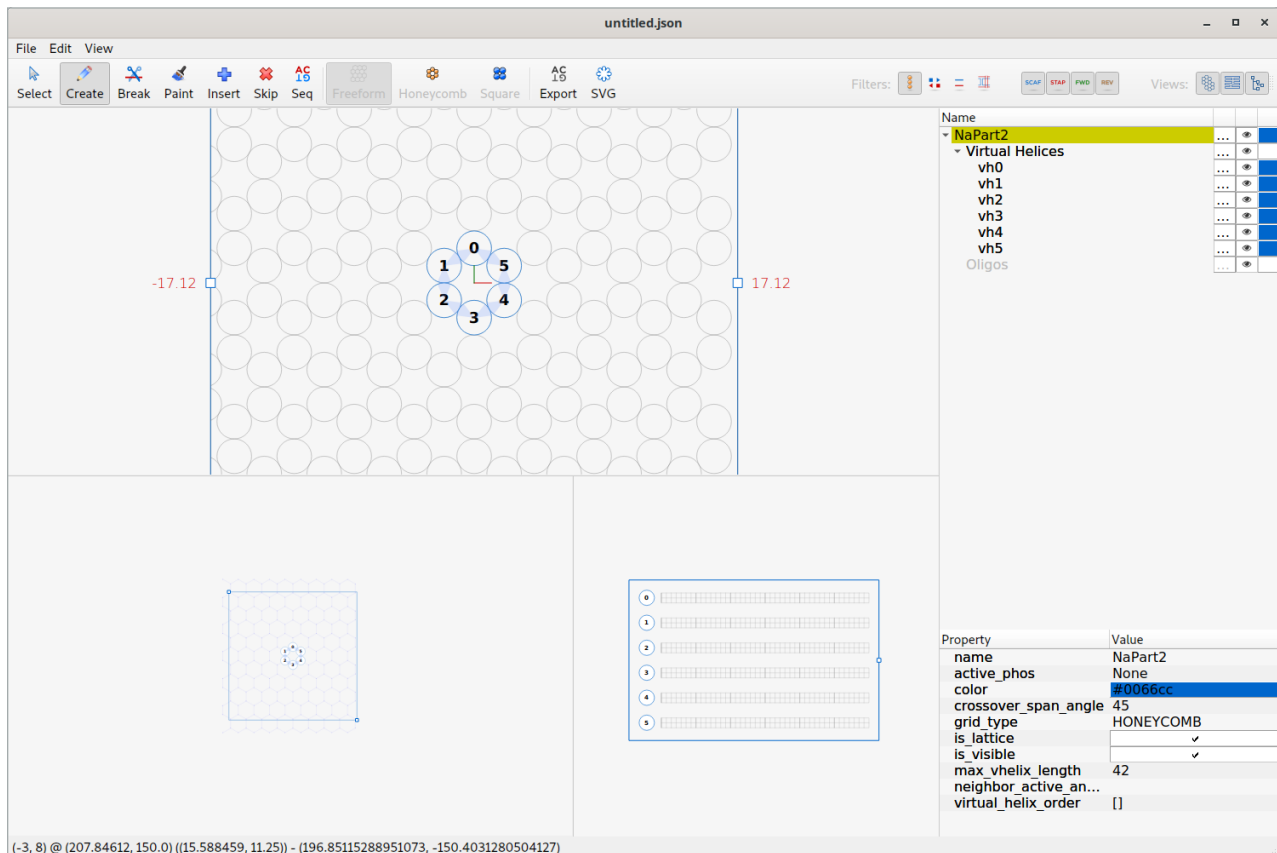 untitled.json
File Edit View
Select Create Break Paint Insert Skip Seq Freeform Honeycomb Square Export SVG Filters: SCAF STAP FWD REV Views:
Name
NaPart2 ...
Virtual Helices ...
vh0 ...
vh1 ...
vh2 ...
vh3 ...
vh4 ...
vh5 ...
Oligos ...
0
1 5
-17.12 17.12
2 4
3
0
1
2
3
4
5
Property Value
name NaPart2
active_phos None
color #0066cc
crossover_span_angle 45
grid_type HONEYCOMB
is_lattice
is_visible
max_vhelix_length 42
neighbor_active_an...
virtual_helix_order []
(-3, 8) @ (207.84612, 150.0) ((15.588459, 11.25)) - (196.85115288951073, -150.4031280504127)